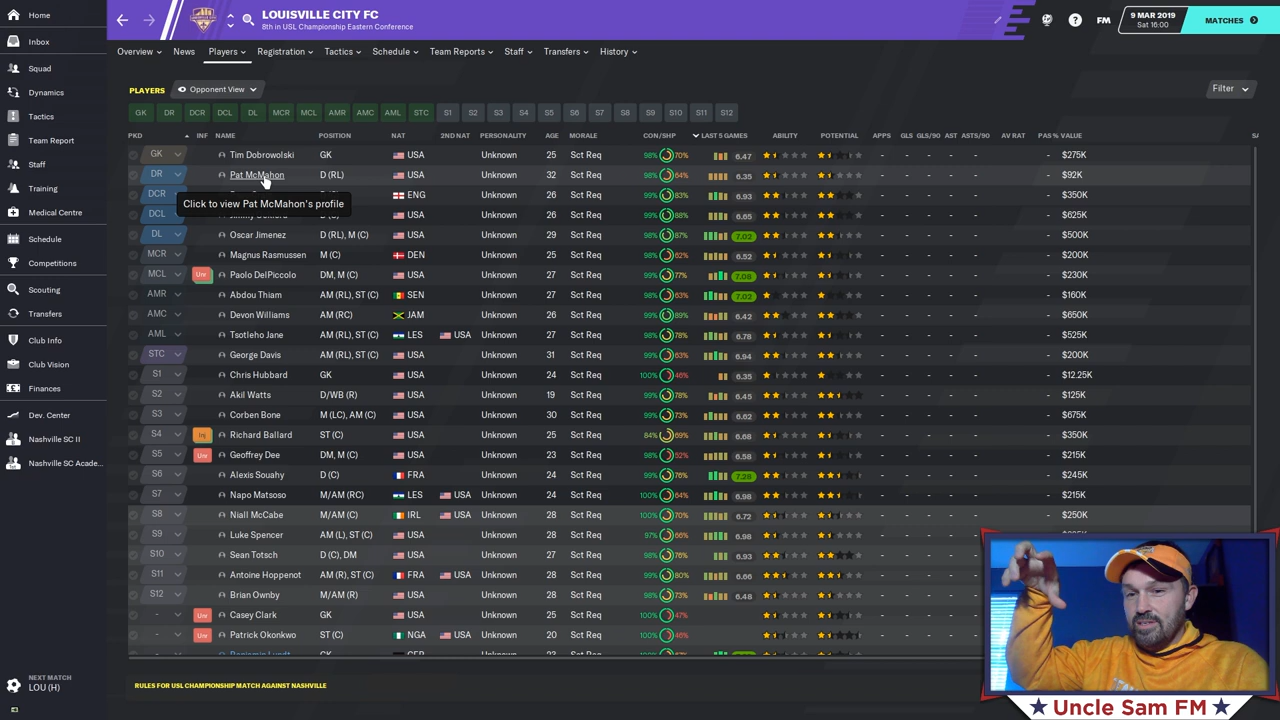 Home
Inbox
Squad
Dynamics
Tactics
Team Report
Staff
Training
Medical Centre
Schedule
Competitions
Scouting
Transfers
Club Info
Club Vision
Finances
Dev. Center
Nashville SC II
Nashville SC Acade...
NEXT MATCH
LOU (H)
LOUISVILLE CITY FC
8th in USL Championship Eastern Conference
FM
9 MAR 2019
Sat 16:00
MATCHES
Overview News Players Registration Tactics Schedule Team Reports Staff Transfers History
PLAYERS Opponent View Filter
GK DR DCR DCL DL MCR MCL AMR AMC AML STC S1 S2 S3 S4 S5 S6 S7 S8 S9 S10 S11 S12
PKD INF NAME POSITION NAT 2ND NAT PERSONALITY AGE MORALE CON/SHP LAST 5 GAMES ABILITY POTENTIAL APPS GLS GLS/90 AST ASTS/90 AV RAT PAS % VALUE
GK Tim Dobrowolski GK USA Unknown 25 Sct Req 98% 70% 6.47 - - - - - - - $275K
DR Pat McMahon D (RL) USA Unknown 32 Sct Req 98% 64% 6.35 - - - - - - - $92K
DCR ENG Unknown 26 Sct Req 98% 83% 6.93 - - - - - - - $350K
Click to view Pat McMahon's profile
DCL USA Unknown 26 Sct Req 99% 88% 6.65 - - - - - - - $625K
DL Oscar Jimenez D (RL), M (C) USA Unknown 29 Sct Req 98% 87% 7.02 - - - - - - - $500K
MCR Magnus Rasmussen M (C) DEN Unknown 25 Sct Req 98% 62% 6.52 - - - - - - - $200K
MCL Unr Paolo DelPiccolo DM, M (C) USA Unknown 27 Sct Req 99% 77% 7.08 - - - - - - - $230K
AMR Abdou Thiam AM (RL), ST (C) SEN Unknown 27 Sct Req 98% 63% 7.02 - - - - - - - $160K
AMC Devon Williams AM (RC) JAM Unknown 26 Sct Req 99% 89% 6.42 - - - - - - - $650K
AML Tsotleho Jane AM (RL), ST (C) LES USA Unknown 27 Sct Req 98% 78% 6.78 - - - - - - - $525K
STC George Davis AM (RL), ST (C) USA Unknown 31 Sct Req 99% 63% 6.94 - - - - - - - $200K
S1 Chris Hubbard GK USA Unknown 24 Sct Req 100% 46% 6.35 - - - - - - - $12.25K
S2 Akil Watts D/WB (R) USA Unknown 19 Sct Req 99% 78% 6.45 - - - - - - - $125K
S3 Corben Bone M (LC), AM (C) USA Unknown 30 Sct Req 99% 73% 6.62 - - - - - - - $675K
S4 Inj Richard Ballard ST (C) USA Unknown 25 Sct Req 84% 69% 6.68 - - - - - - - $350K
S5 Unr Geoffrey Dee DM, M (C) USA Unknown 23 Sct Req 98% 52% 6.58 - - - - - - - $215K
S6 Alexis Souahy D (C) FRA Unknown 24 Sct Req 99% 76% 7.28 - - - - - - - $245K
S7 Napo Matsoso M/AM (RC) LES USA Unknown 24 Sct Req 100% 64% 6.98 - - - - - - - $215K
S8 Niall McCabe M/AM (C) IRL USA Unknown 28 Sct Req 100% 70% 6.72 - - - - - - - $250K
S9 Luke Spencer AM (L), ST (C) USA Unknown 28 Sct Req 97% 66% 6.98 - - - -
S10 Sean Totsch D (C), DM USA Unknown 27 Sct Req 98% 76% 6.93 - - - -
S11 Antoine Hoppenot AM (R), ST (C) FRA USA Unknown 28 Sct Req 99% 80% 6.66 - - - -
S12 Brian Ownby M/AM (R) USA Unknown 28 Sct Req 98% 73% 6.48 - - - -
- Unr Casey Clark GK USA Unknown 25 Sct Req 100% 47% - - - -
- Unr Patrick Okonkwo ST (C) NGA USA Unknown 20 Sct Req 100% 46% - - - -
RULES FOR USL CHAMPIONSHIP MATCH AGAINST NASHVILLE
Uncle Sam FM